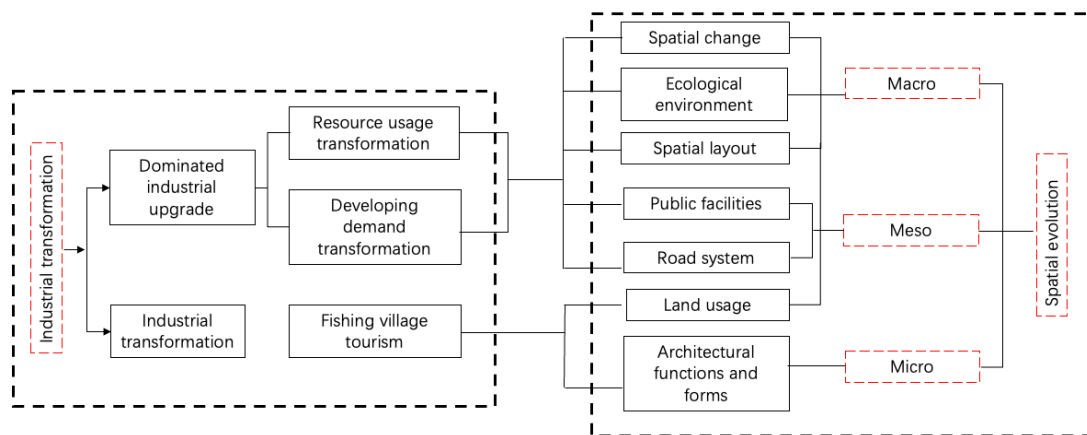 Industrial transformation
Dominated
industrial
upgrade
Industrial
transformation
Resource usage
transformation
Developing
demand
transformation
Fishing village
tourism
Spatial change
Ecological
environment
Spatial layout
Public facilities
Road system
Land usage
Architectural
functions and
forms
Macro
Meso
Micro
Spatial evolution